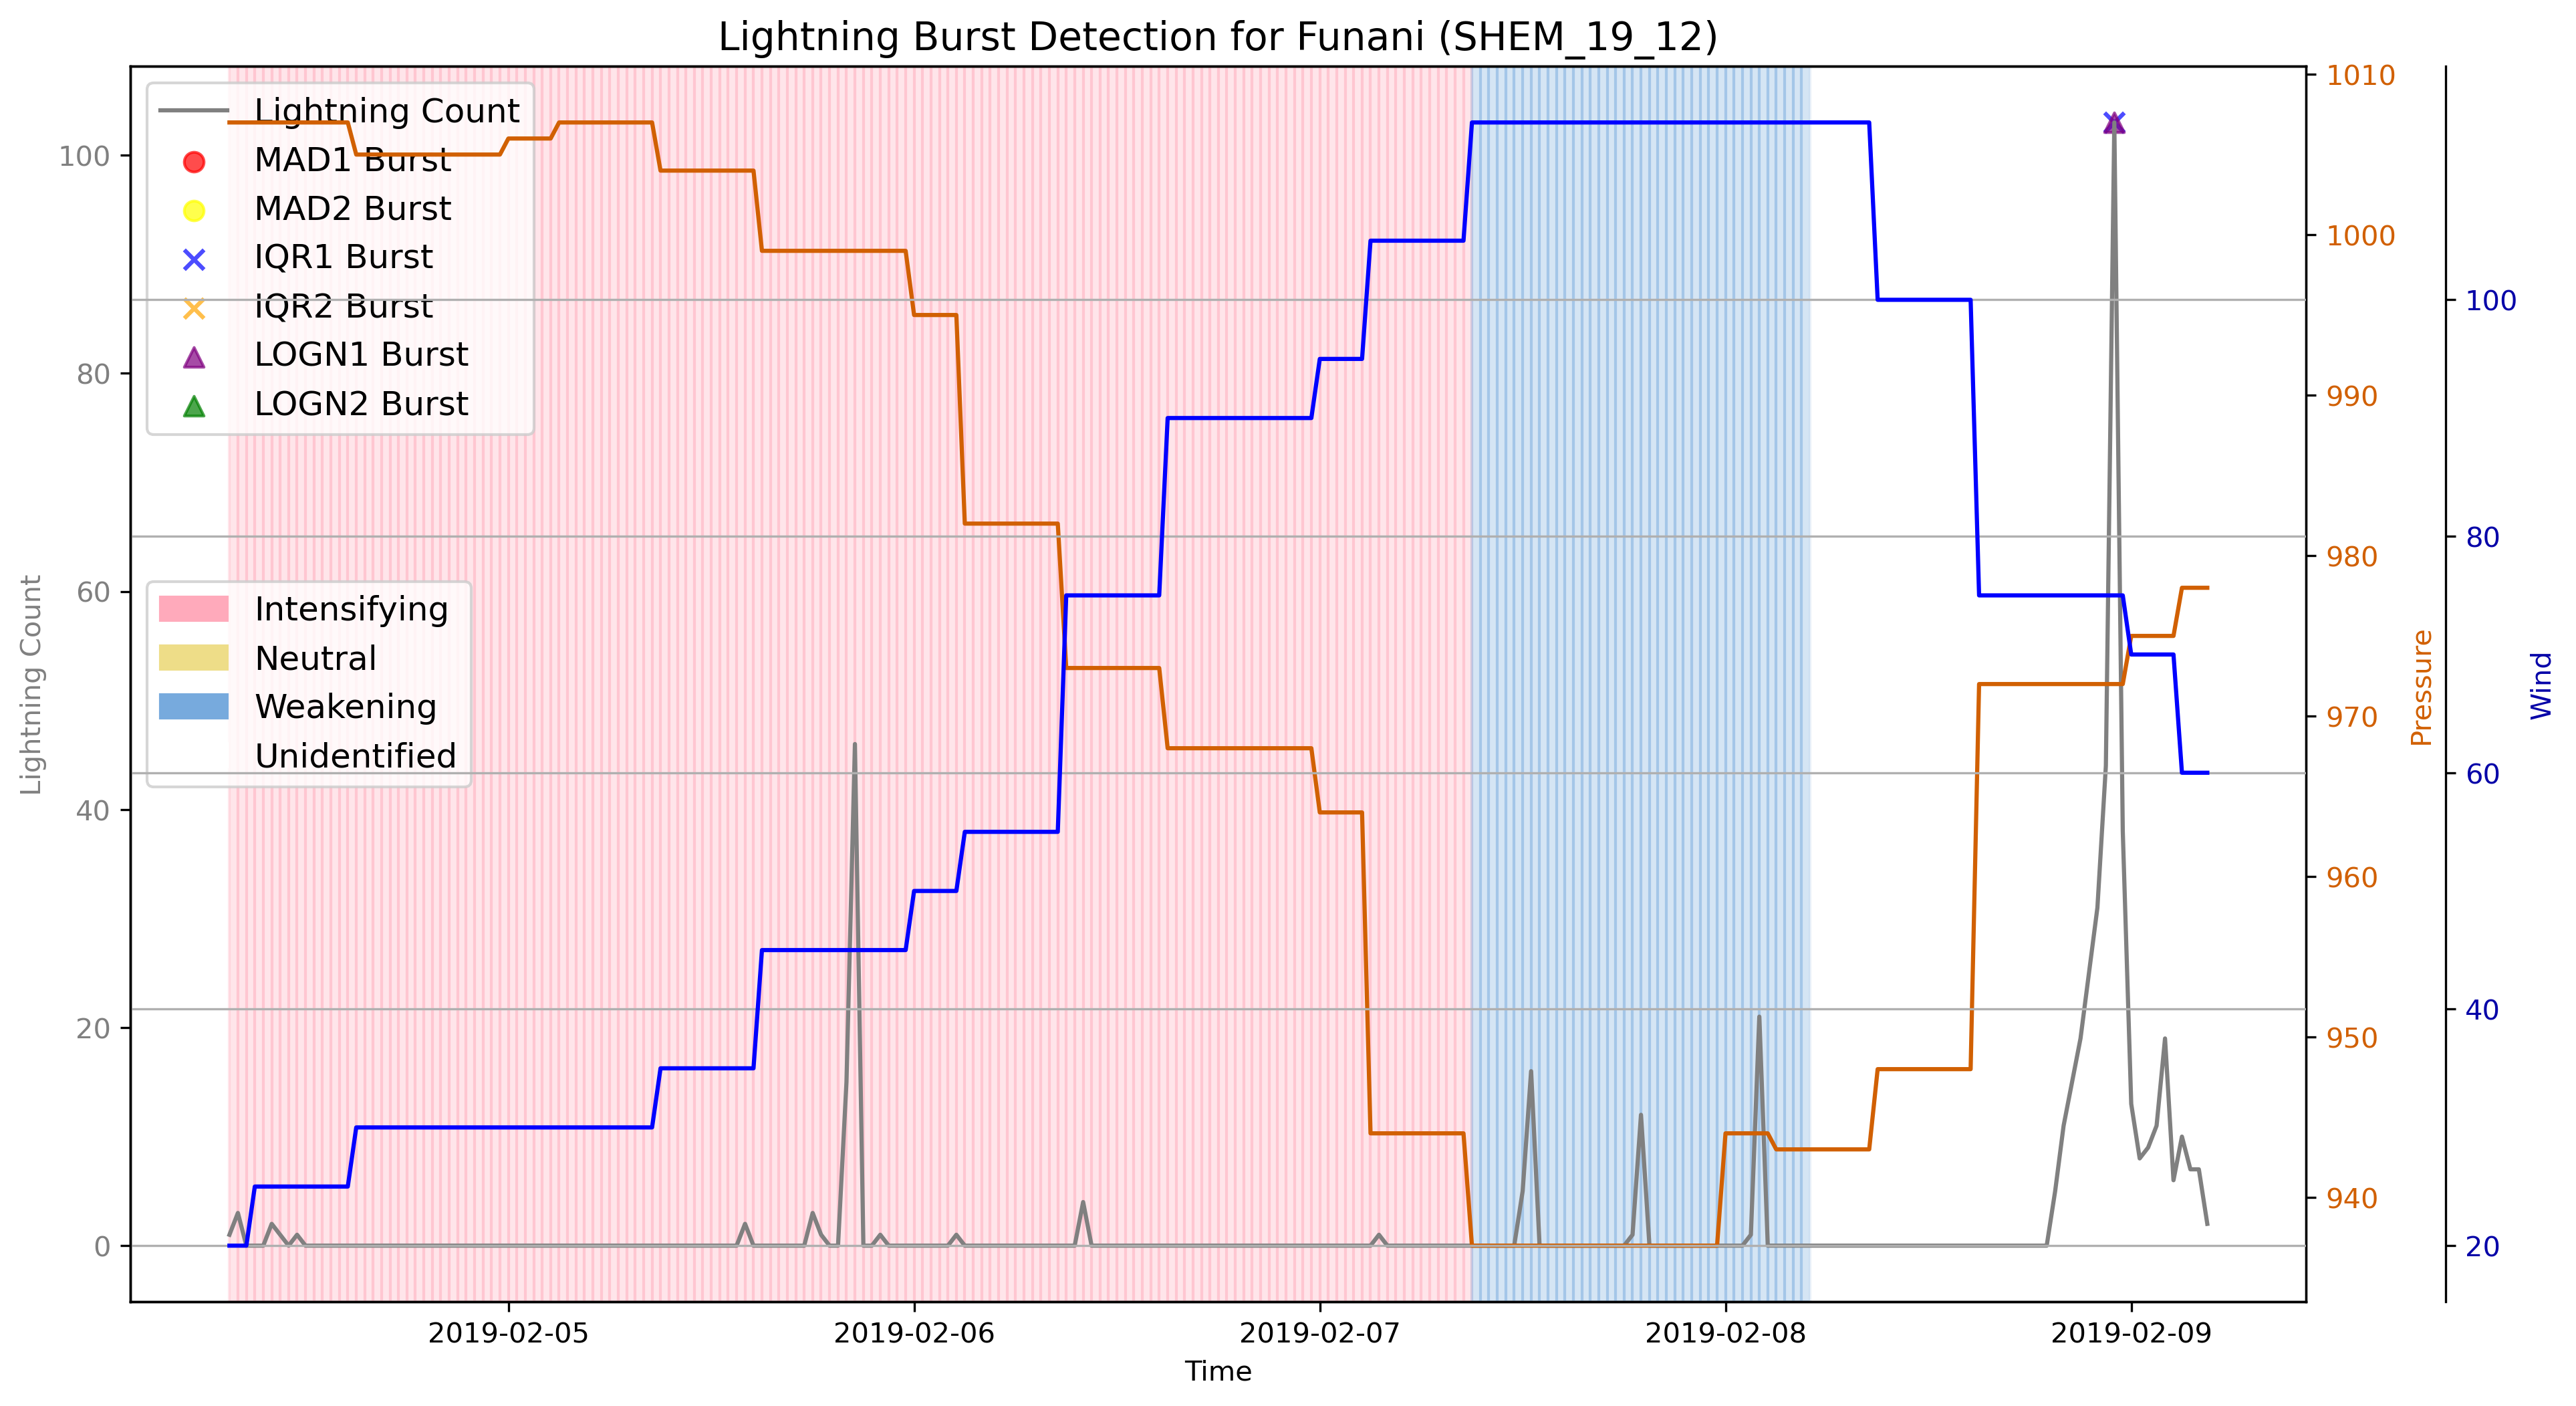 Lightning Burst Detection for Funani (SHEM_19_12)
Lightning Count
MAD1 Burst
MAD2 Burst
IQR1 Burst
IQR2 Burst
LOGN1 Burst
LOGN2 Burst
Intensifying
Neutral
Weakening
Unidentified
Lightning Count
100
80
60
40
20
0
1010
1000
990
980
970
960
950
940
Pressure
100
80
60
40
20
Wind
2019-02-05
2019-02-06
2019-02-07
2019-02-08
2019-02-09
Time